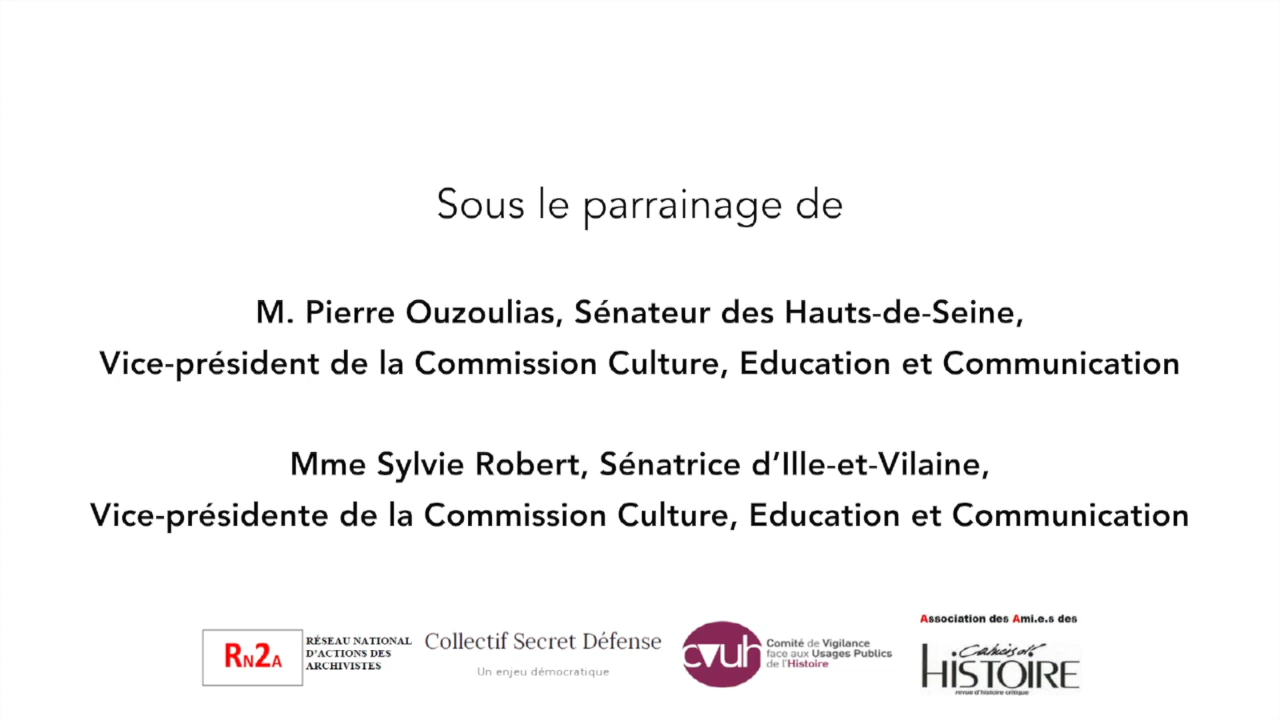 Sous le parrainage de
M. Pierre Ouzoulias, Sénateur des Hauts-de-Seine,
Vice-président de la Commission Culture, Education et Communication
Mme Sylvie Robert, Sénatrice d’Ille-et-Vilaine,
Vice-présidente de la Commission Culture, Education et Communication
RN2A
RÉSEAU NATIONAL
D'ACTIONS DES
ARCHIVISTES
Collectif Secret Défense
Un enjeu démocratique
cvuh
Comité de Vigilance
face aux Usages Publics
de l'Histoire
Association des Ami.e.s des
Cahiers d'
HISTOIRE
revue d'histoire critique